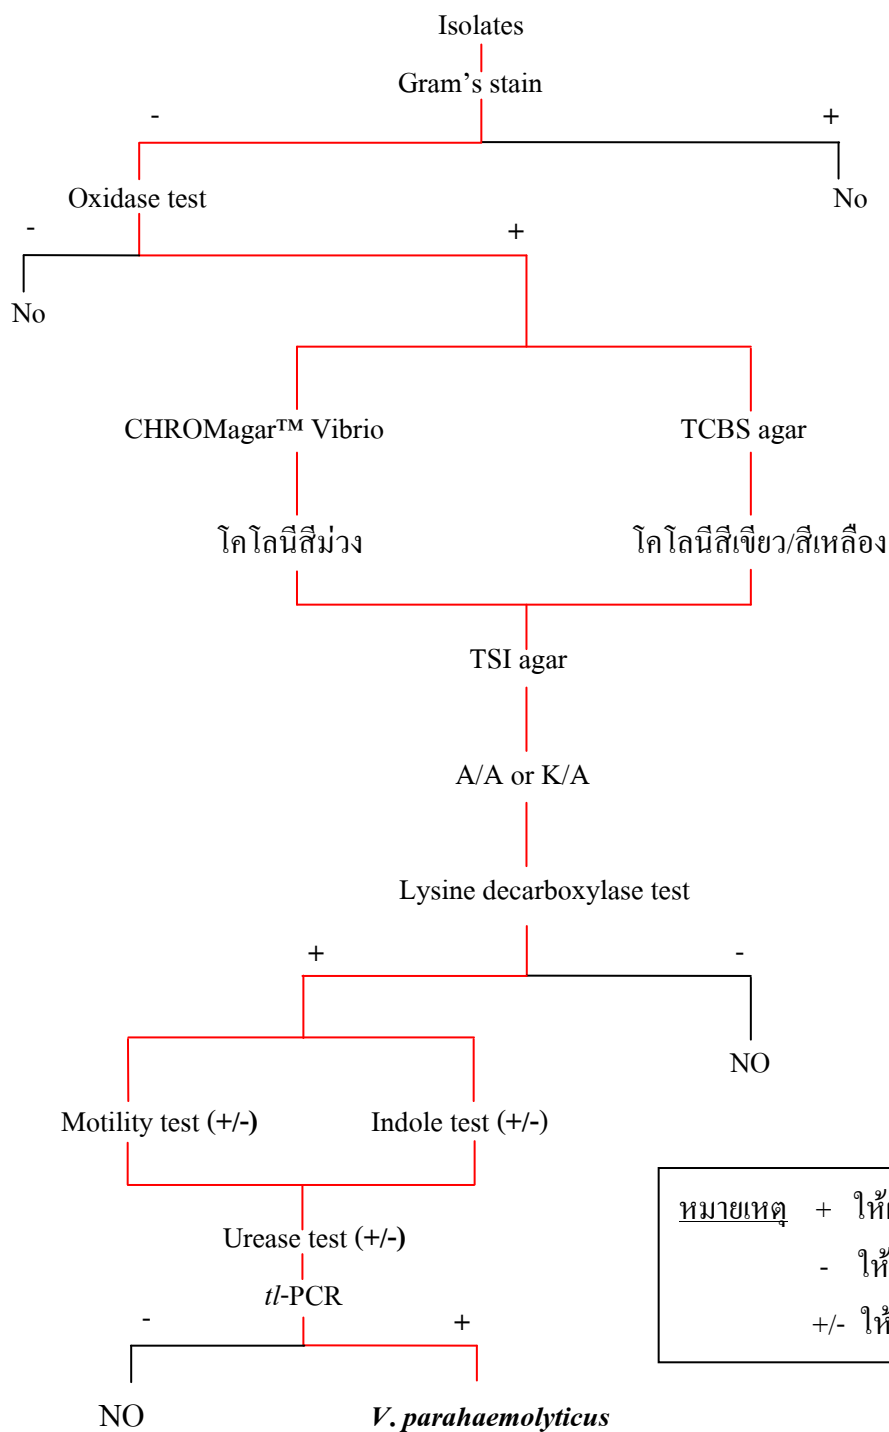 Isolates
Gram's stain
- +
Oxidase test
No
- +
No
CHROMagar™ Vibrio
TCBS agar
โคโลนีสีม่วง
โคโลนีสีเขียว/สีเหลือง
TSI agar
A/A or K/A
Lysine decarboxylase test
+ -
NO
Motility test (+/-)
Indole test (+/-)
Urease test (+/-)
tl-PCR
- +
NO
V. parahaemolyticus
หมายเหตุ +
- ให้
+/- ให้